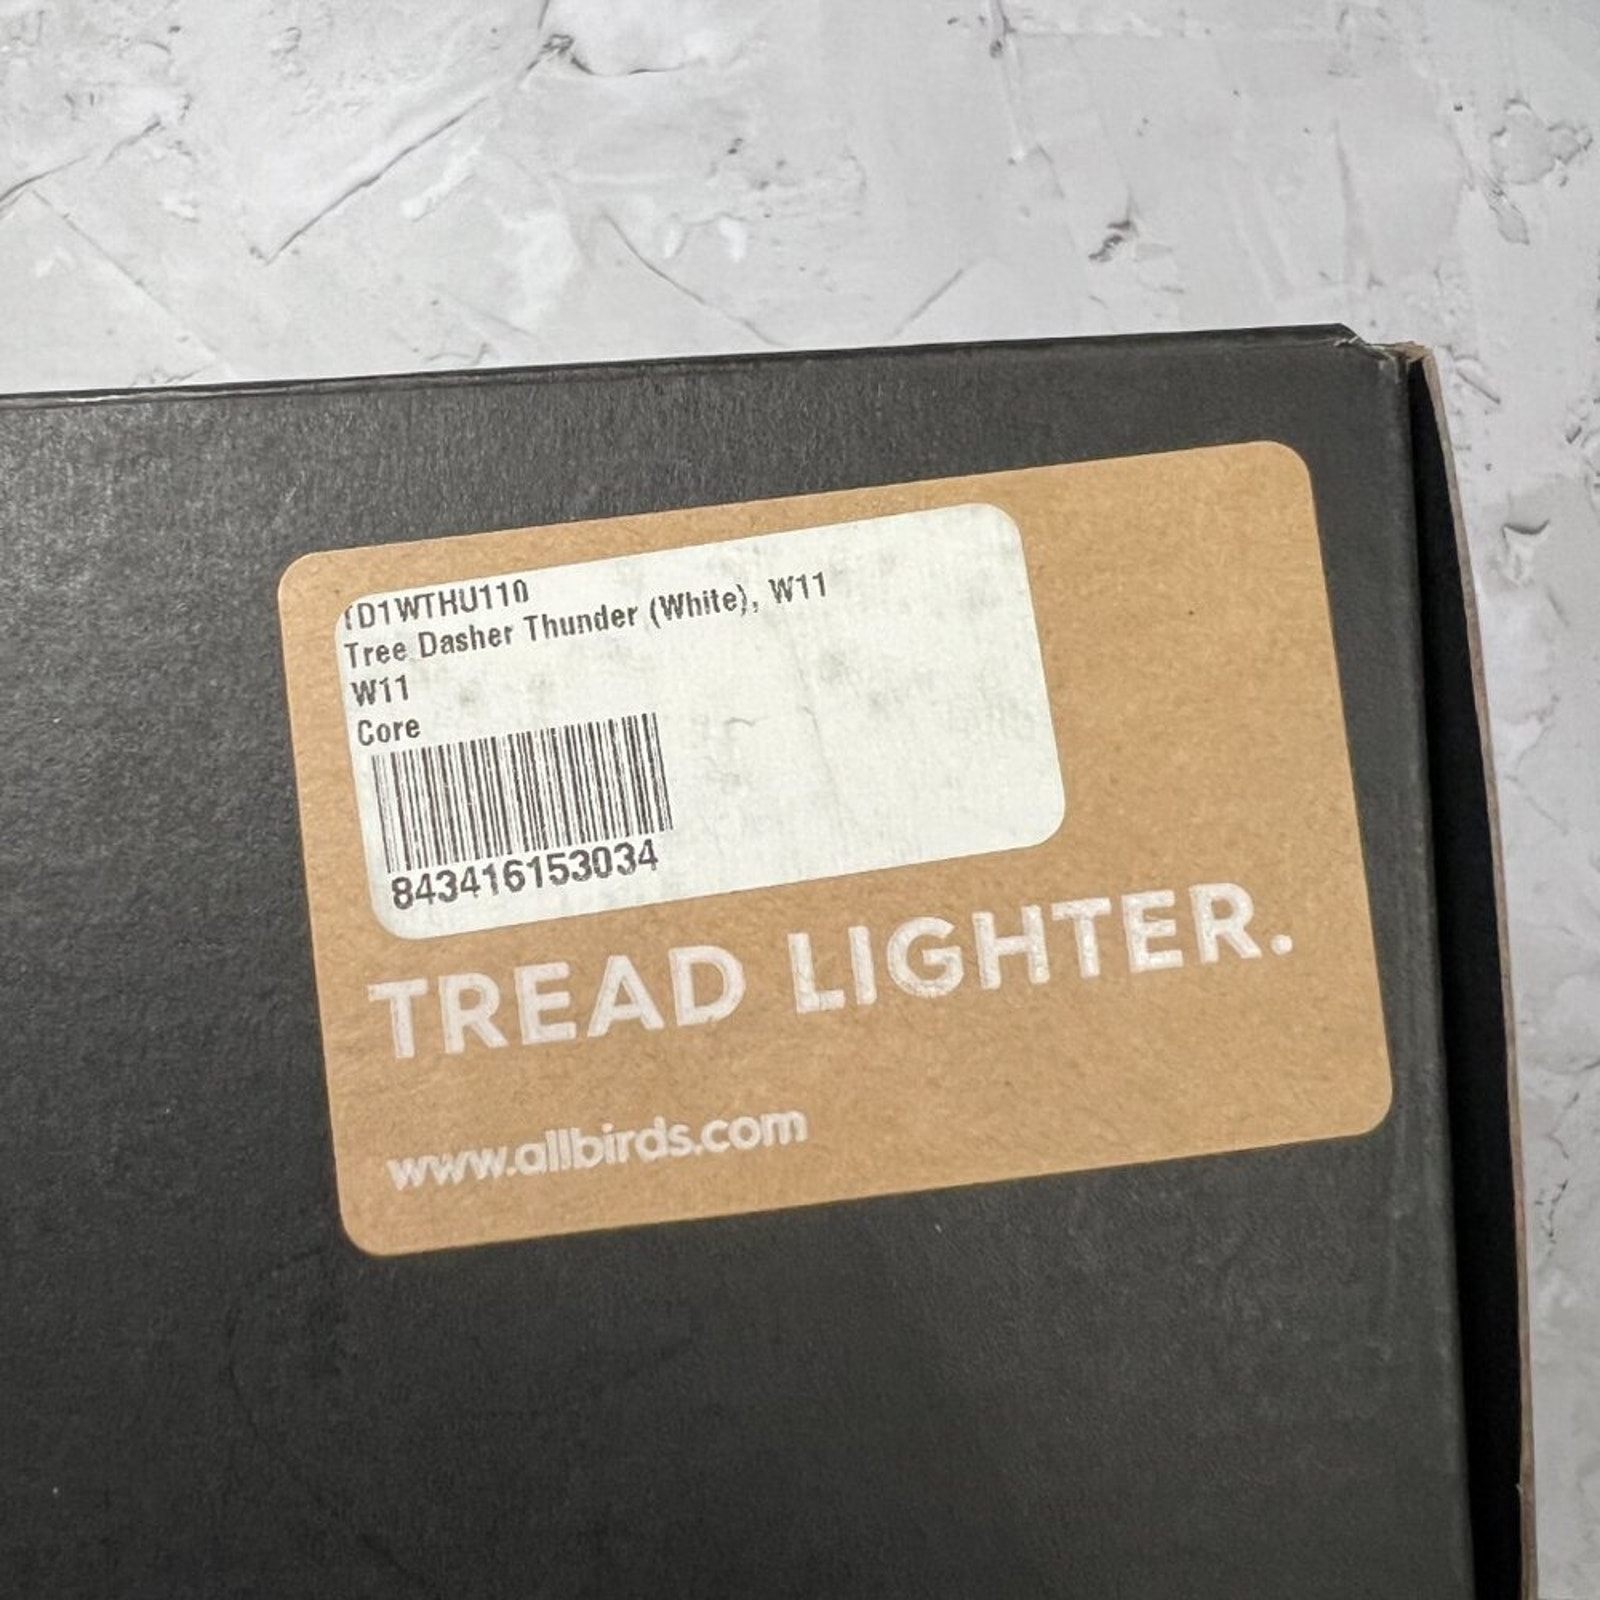 TD1WTHU110
Tree Dasher Thunder (White), W11
W11
Core
843416153034
TREAD LIGHTER.
www.allbirds.com